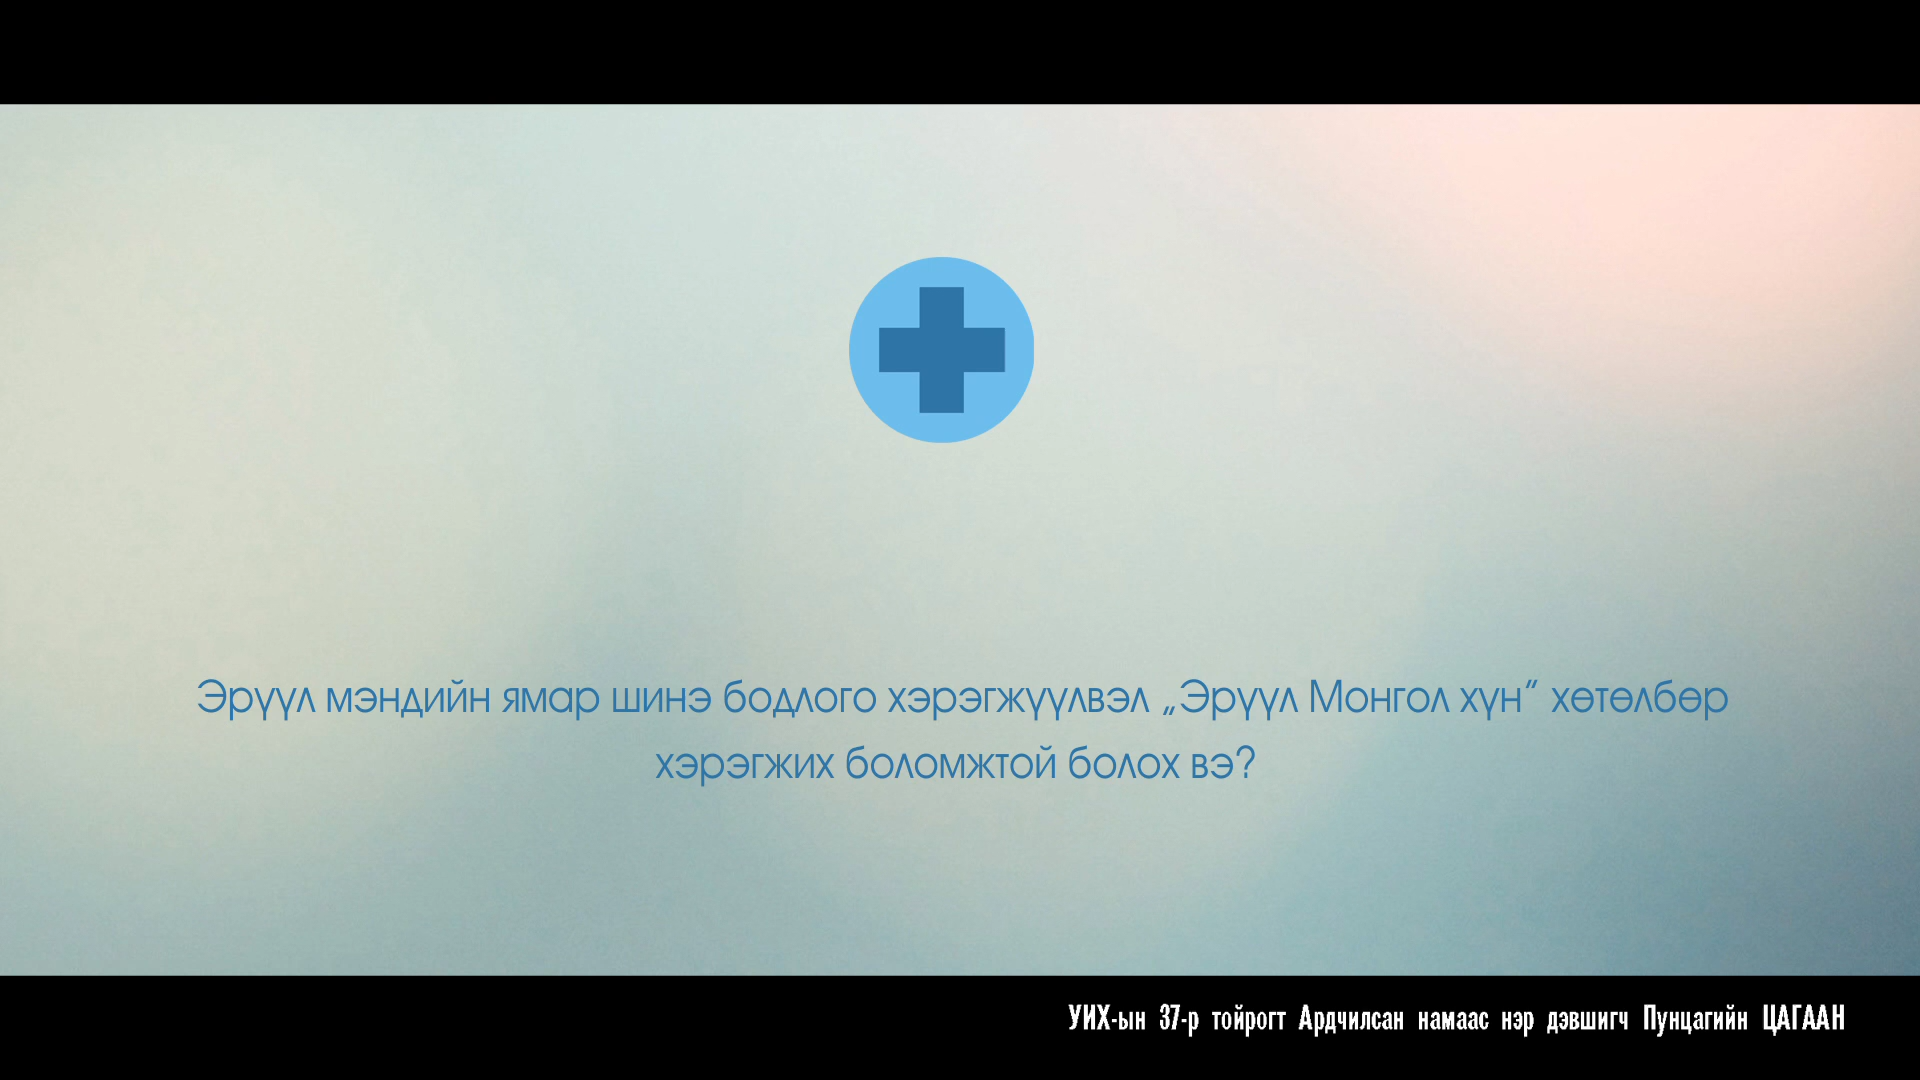 Эрүүл мэндийн ямар шинэ бодлого хэрэгжүүлвэл „Эрүүл Монгол хүн” хөтөлбөр
хэрэгжих боломжтой болох вэ?
УИХ-ын 37-р тойрогт Ардчилсан намаас нэр дэвшигч Пунцагийн ЦАГААН